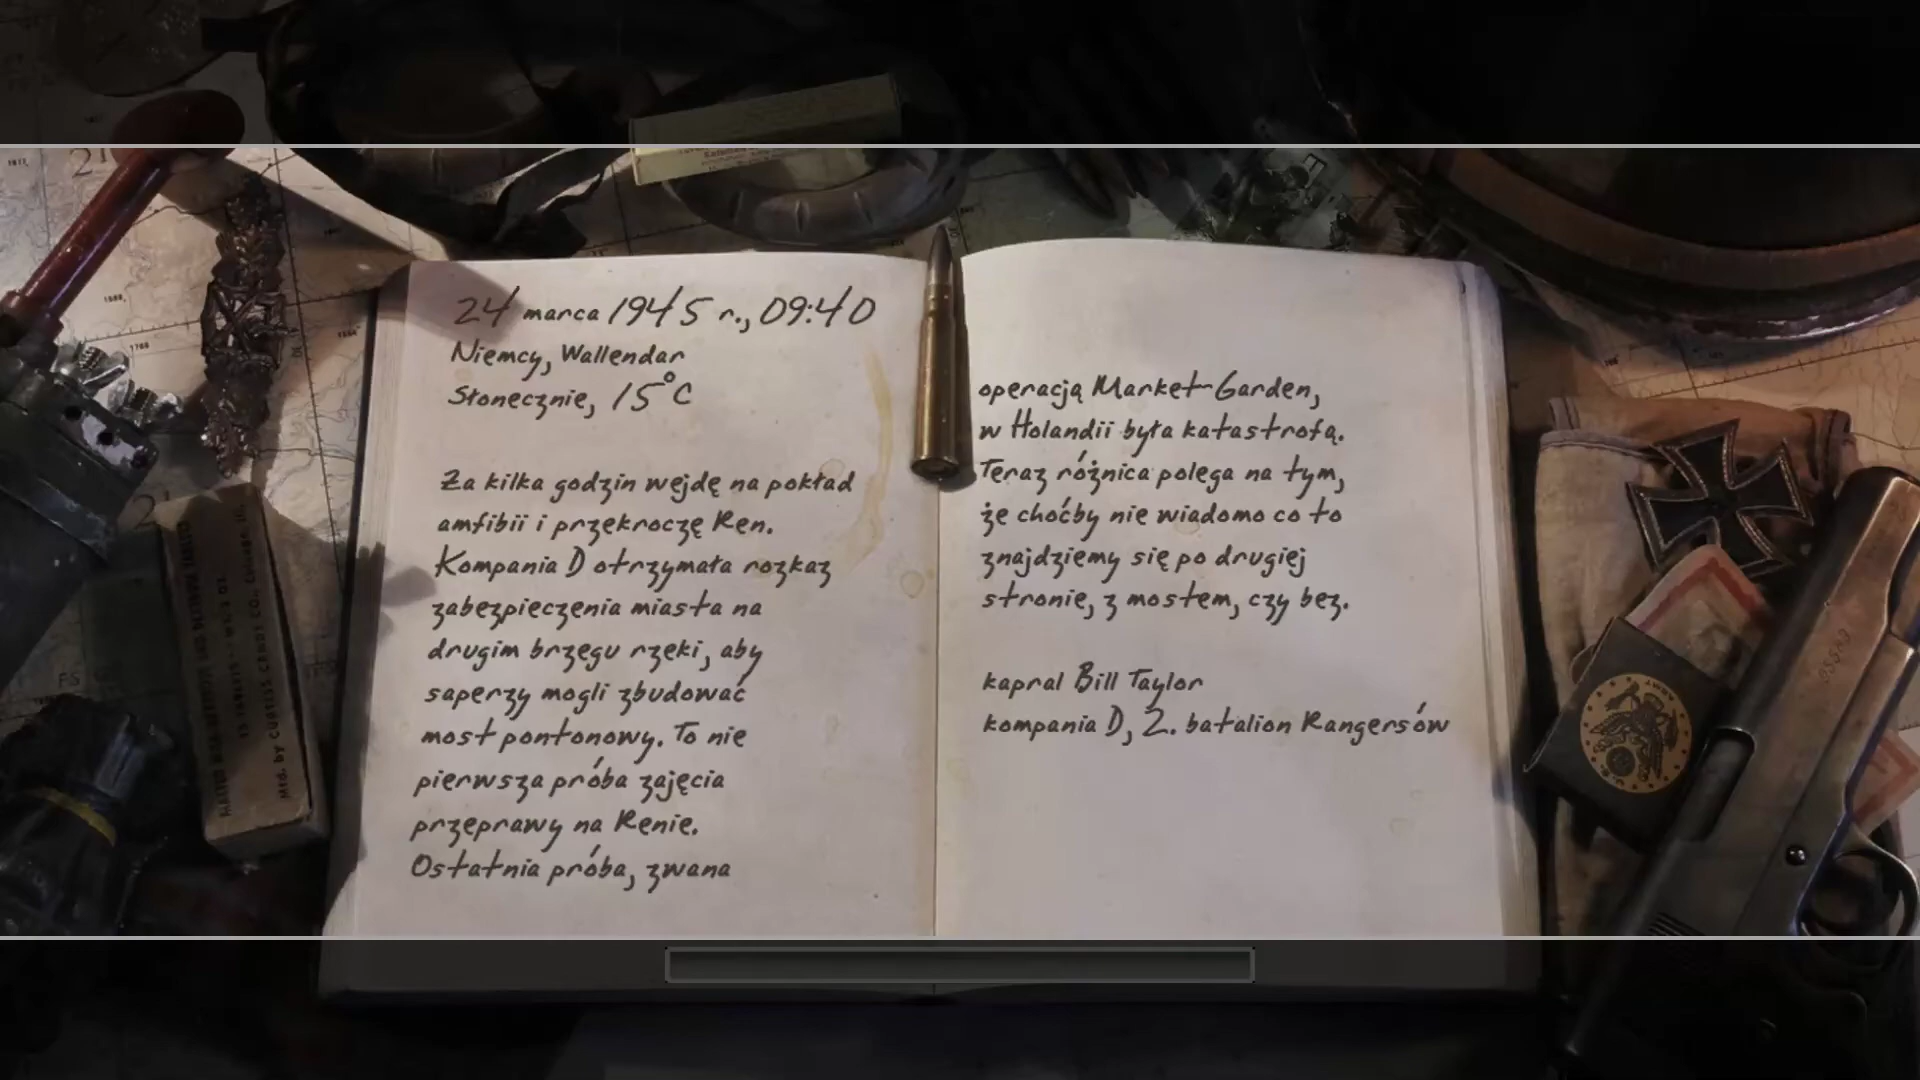 24 marca 1945 r., 09:40
Niemcy, Wallendar
Słonecznie, 15°C
Za kilka godzin wejdę na pokład
amfibii i przekroczę Ren.
Kompania D otrzymała rozkaz
zabezpieczenia miasta na
drugim brzegu rzeki, aby
saperzy mogli zbudować
most pontonowy. To nie
pierwsza próba zajęcia
przeprawy na Renie.
Ostatnia próba, zwana
operacją Market-Garden,
w Holandii była katastrofą.
Teraz różnica polega na tym,
że choćby nie wiadomo co to
znajdziemy się po drugiej
stronie, z mostem, czy bez.
kapral Bill Taylor
kompania D, 2. batalion Rangersów